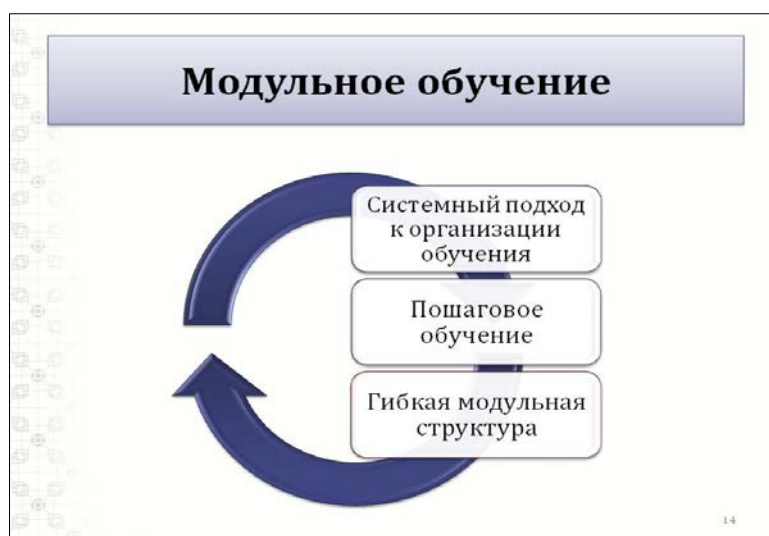 Модульное обучение
Системный подход
к организации
обучения
Пошаговое
обучение
Гибкая модульная
структура
14